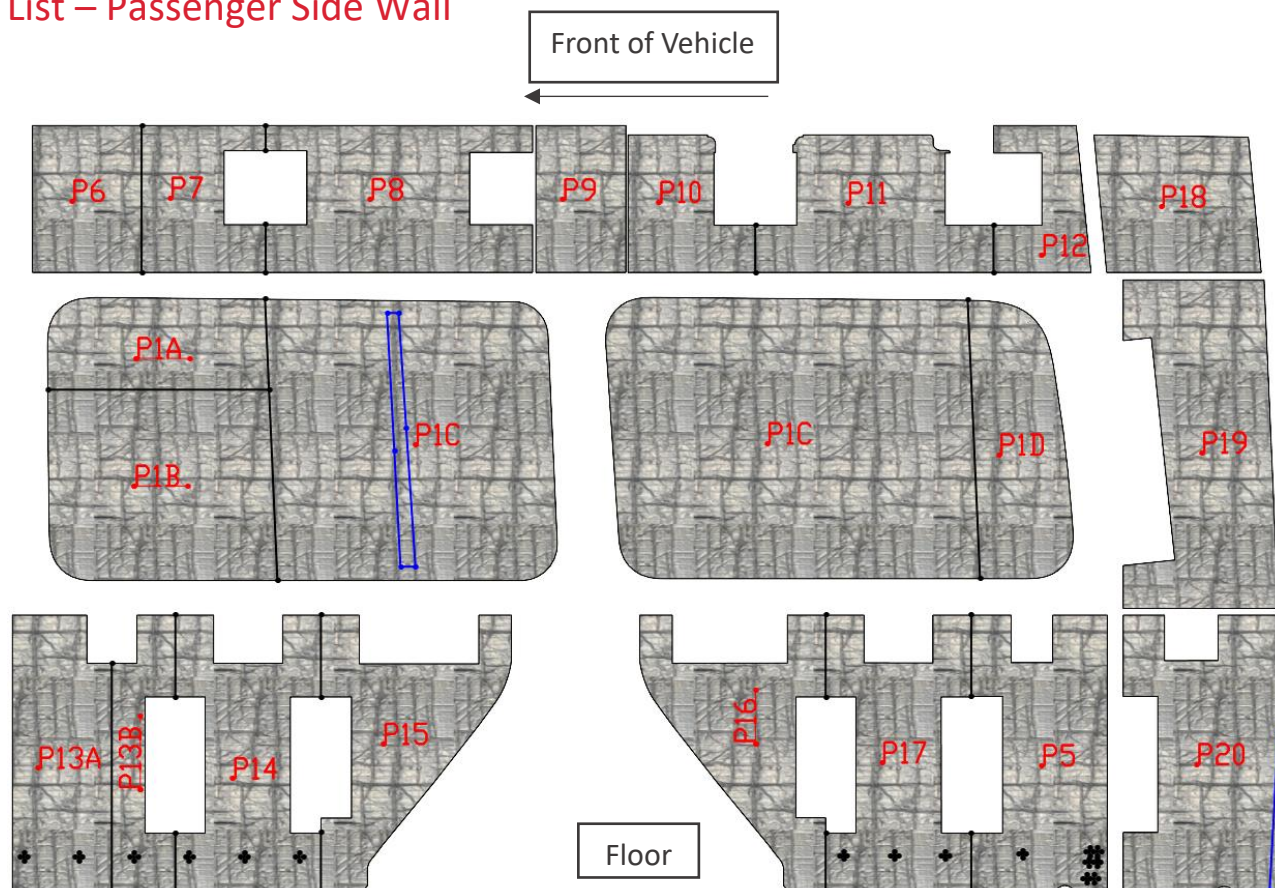 List – Passenger Side Wall
Front of Vehicle
P6
P7
P8
P9
P10
P11
P12
P18
P1A
P1B
P1C
P1C
P1D
P19
P13A
P13B
P14
P15
P16
P17
P5
P20
Floor